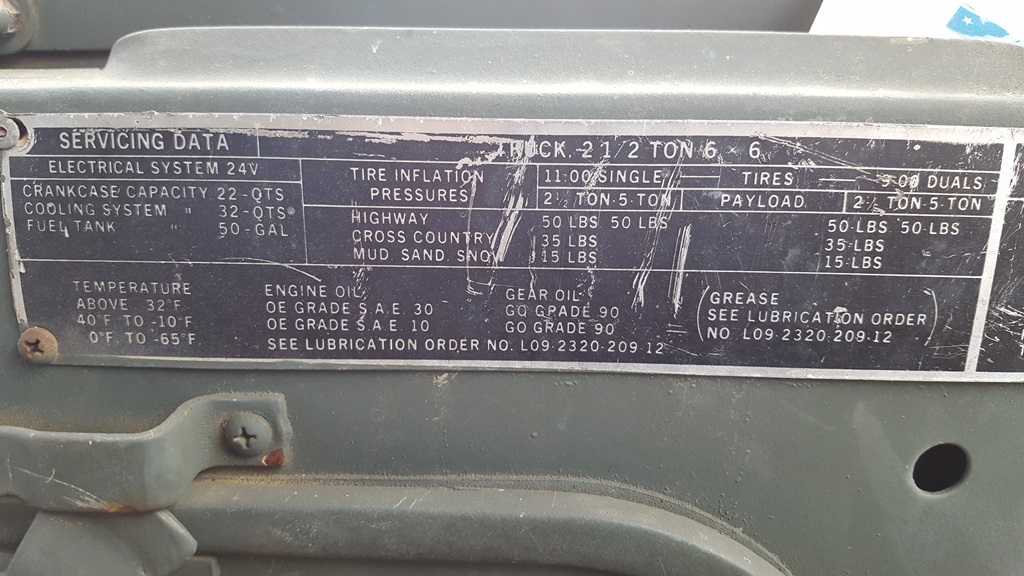 SERVICING DATA
TRUCK 2 1/2 TON 6 × 6
ELECTRICAL SYSTEM 24V
CRANKCASE CAPACITY 22-QTS
COOLING SYSTEM " 32-QTS
FUEL TANK " 50-GAL
TIRE INFLATION PRESSURES
11:00 SINGLE — TIRES — 9:00 DUALS
2½ TON-5-TON PAYLOAD 2½ TON-5-TON
HIGHWAY 50 LBS 50 LBS 50-LBS 50-LBS
CROSS COUNTRY 35 LBS 35-LBS
MUD SAND SNOW 15 LBS 15-LBS
TEMPERATURE ENGINE OIL GEAR OIL
ABOVE 32°F OE GRADE S.A.E. 30 GO GRADE 90
40°F TO -10°F OE GRADE S.A.E. 10 GO GRADE 90
0°F TO -65°F SEE LUBRICATION ORDER NO. L09-2320-209-12
GREASE
SEE LUBRICATION ORDER
NO L09-2320-209-12